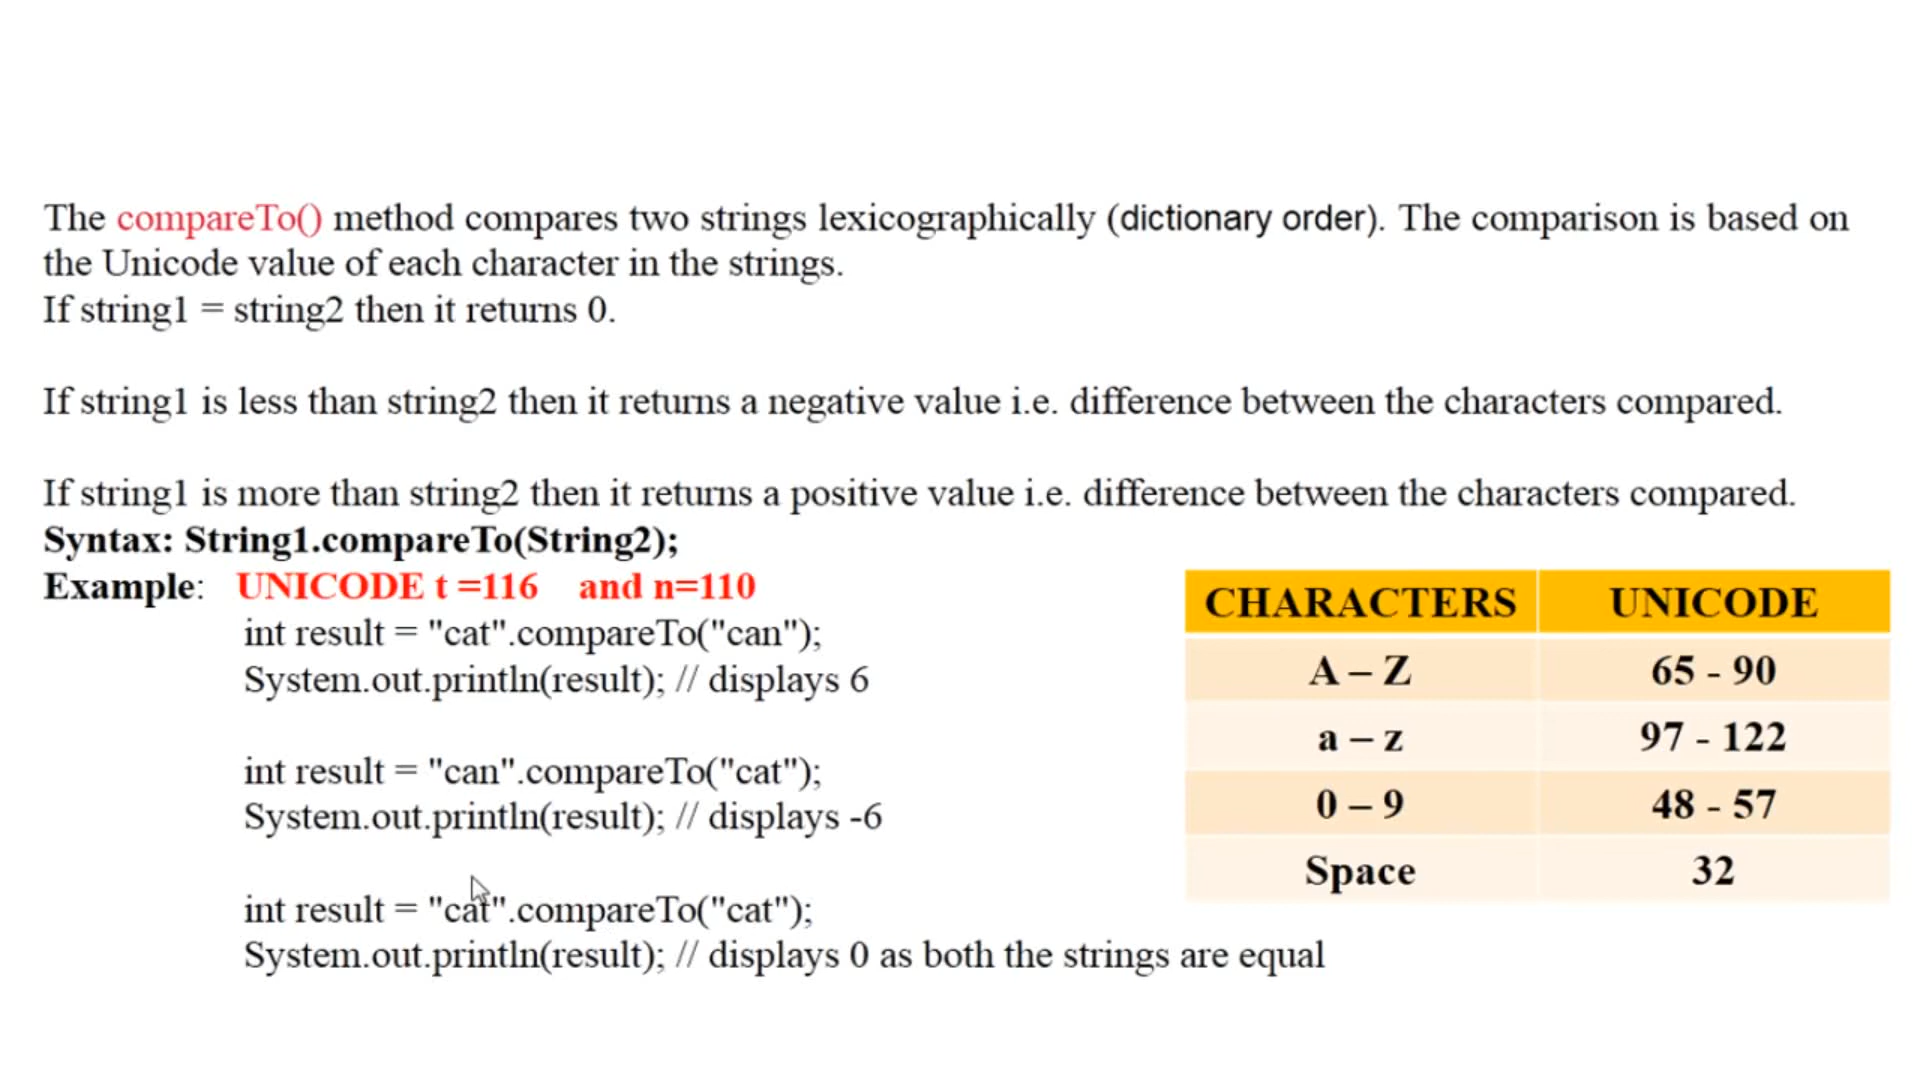 The compareTo() method compares two strings lexicographically (dictionary order). The comparison is based on
the Unicode value of each character in the strings.
If string1 = string2 then it returns 0.
If string1 is less than string2 then it returns a negative value i.e. difference between the characters compared.
If string1 is more than string2 then it returns a positive value i.e. difference between the characters compared.
Syntax: String1.compareTo(String2);
Example: UNICODE t =116 and n=110
int result = "cat".compareTo("can");
System.out.println(result); // displays 6
int result = "can".compareTo("cat");
System.out.println(result); // displays -6
int result = "cat".compareTo("cat");
System.out.println(result); // displays 0 as both the strings are equal
CHARACTERS UNICODE
A – Z 65 - 90
a – z 97 - 122
0 – 9 48 - 57
Space 32